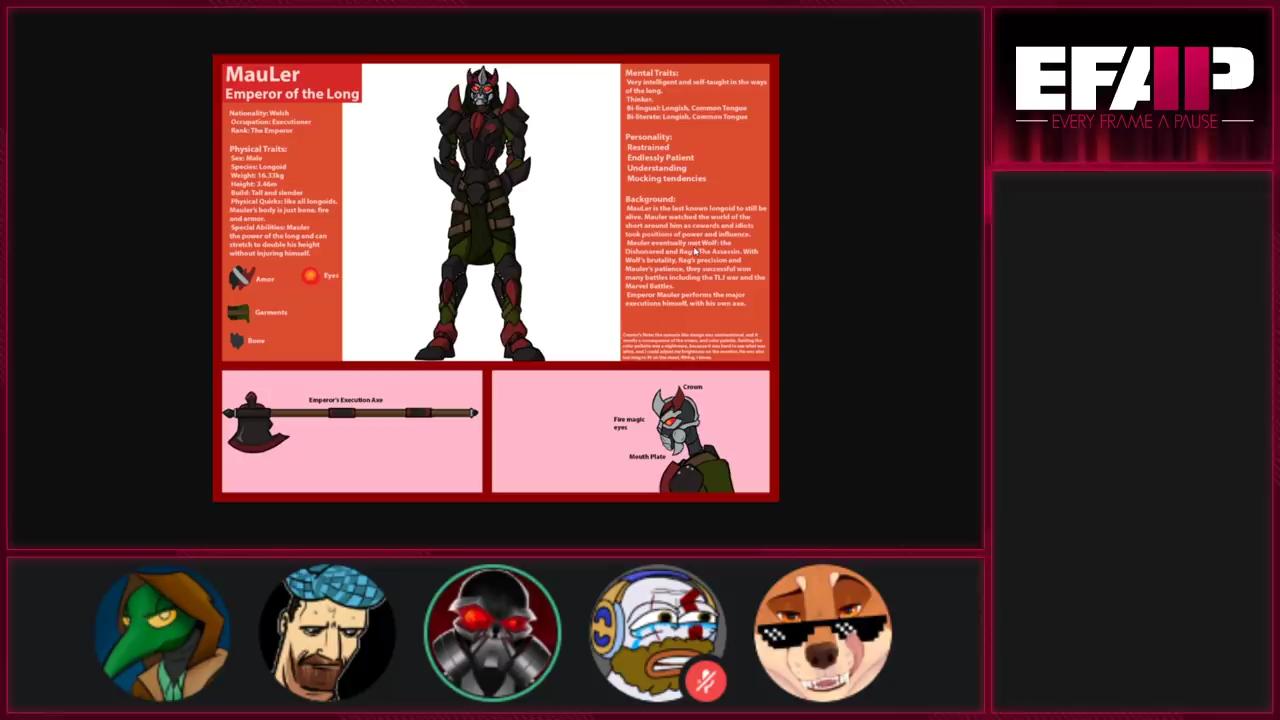 MauLer
Emperor of the Long
Nationality: Welsh
Occupation: Executioner
Rank: The Emperor
Physical Traits:
Sex: Male
Species: Longoid
Weight: 16.33kg
Height: 3.46m
Build: Tall and slender
Physical Quirks: like all longoids,
Mauler's body is just bone, fire
and armor.
Special Abilities: Mauler
the power of the long and can
stretch to double his height
without injuring himself.
Amor
Eyes
Garments
Bone
Mental Traits:
Very intelligent and self-taught in the ways
of the long.
Thinker.
Bi-lingual: Longish, Common Tongue
Bi-literate: Longish, Common Tongue
Personality:
Restrained
Endlessly Patient
Understanding
Mocking tendencies
Background:
MauLer is the last known longoid to still be
alive. Mauler watched the world of the
short around him as cowards and idiots
took positions of power and influence.
Mauler eventually met Wolf: the
Dishonored and Rag: The Assassin. With
Wolf's brutality, Rag's precision and
Mauler's patience, they successful won
many battles including the TLJ war and the
Marvel Battles.
Emperor Mauler performs the major
executions himself, with his own axe.
Emperor's Execution Axe
Crown
Fire magic
eyes
Mouth Plate
EFAP
EVERY FRAME A PAUSE